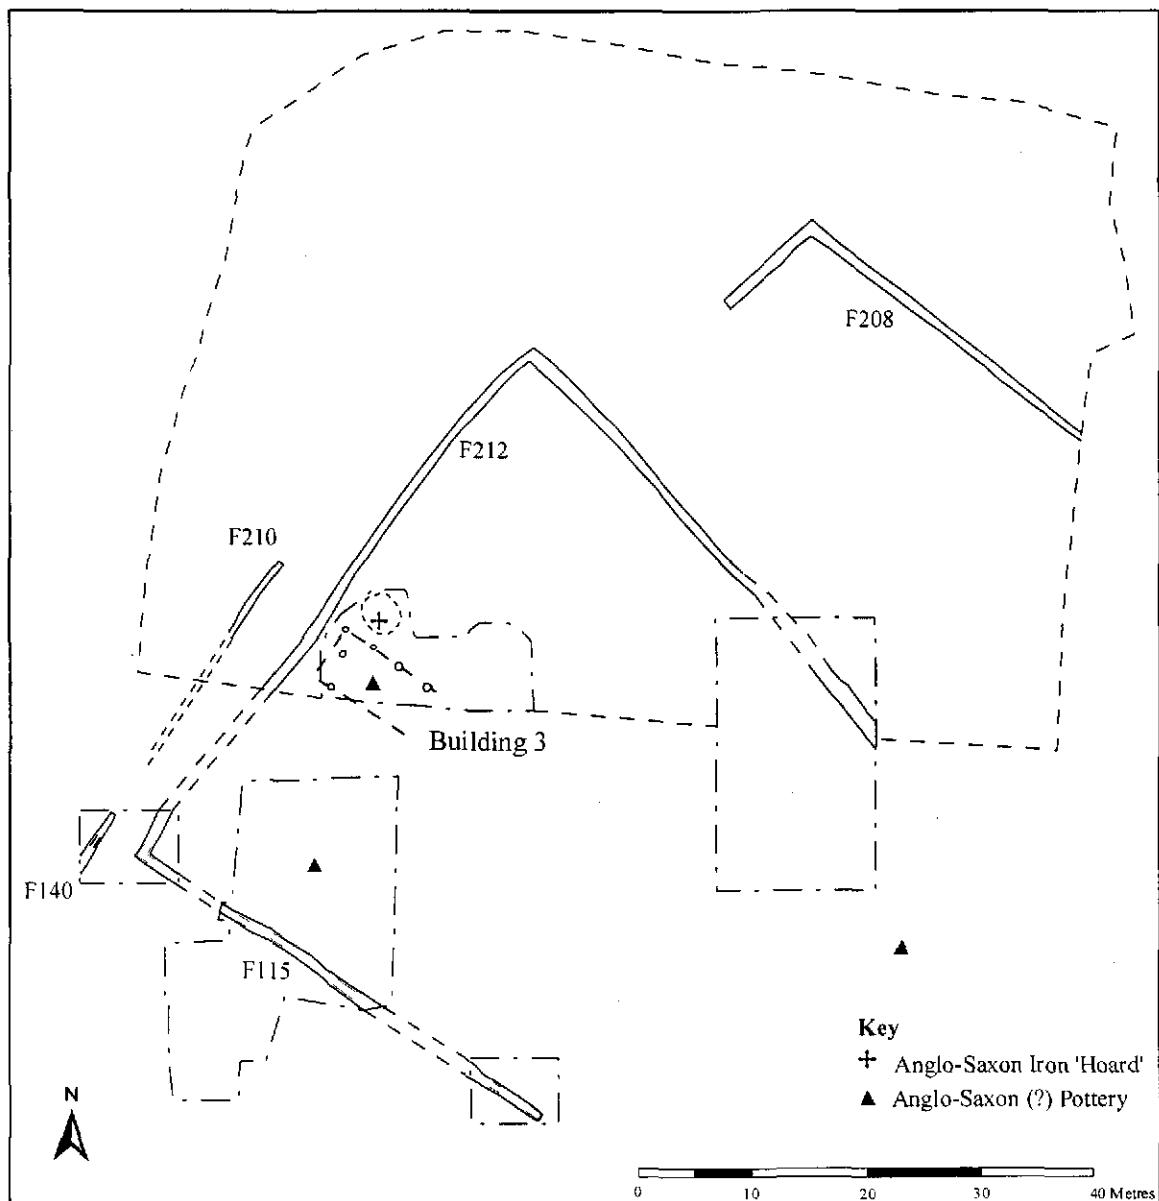 F208
F212
F210
Building 3
F140
F115
Key
Anglo-Saxon Iron 'Hoard'
Anglo-Saxon (?) Pottery
N
0 10 20 30 40 Metres